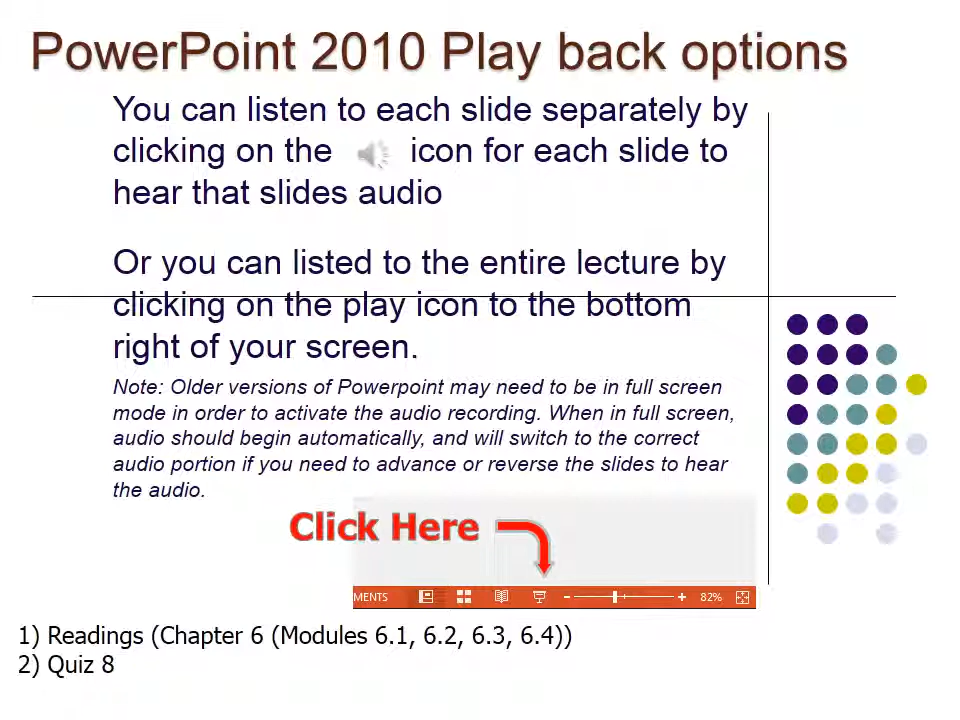 PowerPoint 2010 Play back options
You can listen to each slide separately by
clicking on the icon for each slide to
hear that slides audio
Or you can listed to the entire lecture by
clicking on the play icon to the bottom
right of your screen.
Note: Older versions of Powerpoint may need to be in full screen
mode in order to activate the audio recording. When in full screen,
audio should begin automatically, and will switch to the correct
audio portion if you need to advance or reverse the slides to hear
the audio.
Click Here
MENTS 82%
1) Readings (Chapter 6 (Modules 6.1, 6.2, 6.3, 6.4))
2) Quiz 8